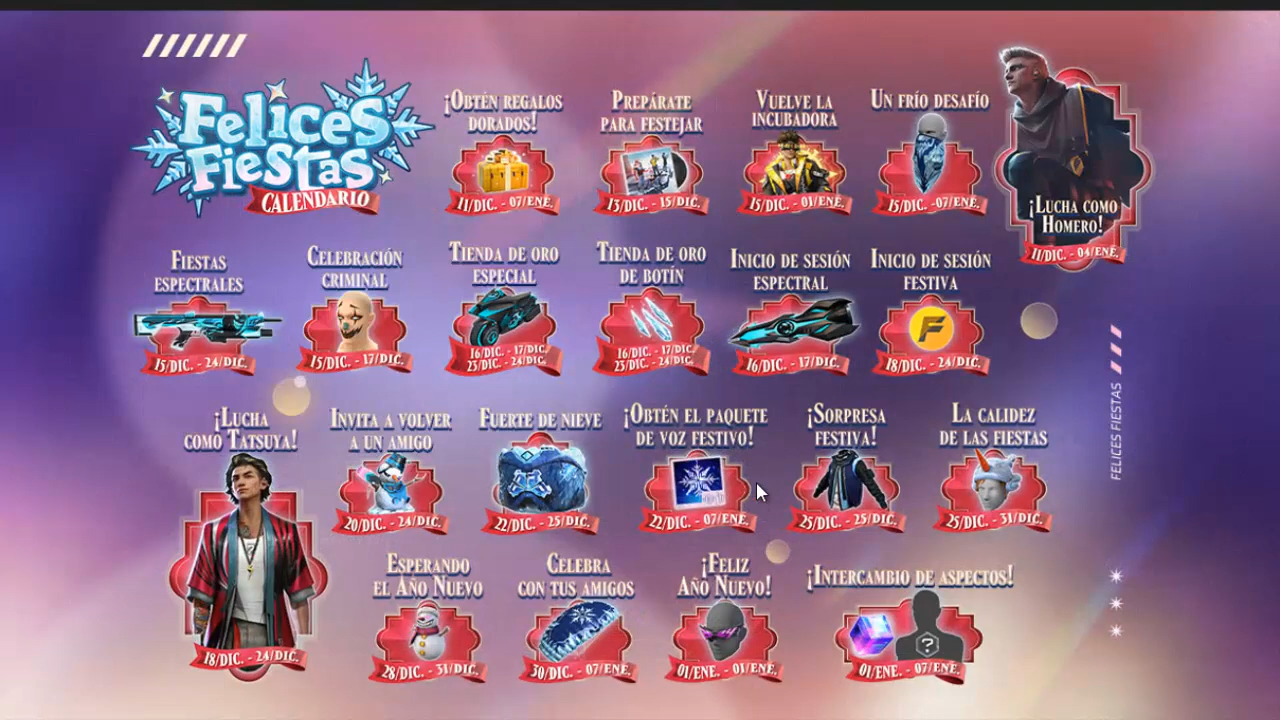 Felices
Fiestas
CALENDARIO
¡Obtén regalos
dorados!
11/DIC. - 07/ENE.
Prepárate
para festejar
13/DIC. - 15/DIC.
Vuelve la
incubadora
15/DIC. - 01/ENE.
Un frío desafío
15/DIC. -07/ENE.
¡Lucha como
Homero!
11/DIC. - 04/ENE.
Fiestas
espectrales
15/DIC. - 24/DIC.
Celebración
criminal
15/DIC. - 17/DIC.
Tienda de oro
especial
16/DIC. - 17/DIC.
23/DIC. - 24/DIC.
Tienda de oro
de botín
16/DIC. - 17/DIC.
23/DIC. - 24/DIC.
Inicio de sesión
espectral
16/DIC. - 17/DIC.
Inicio de sesión
festiva
F
18/DIC. - 24/DIC.
FELICES FIESTAS
¡Lucha
como Tatsuya!
18/DIC. - 24/DIC.
Invita a volver
a un amigo
20/DIC. - 24/DIC.
Fuerte de nieve
22/DIC. - 25/DIC.
¡Obtén el paquete
de voz festivo!
22/DIC. - 07/ENE.
¡Sorpresa
festiva!
25/DIC. - 25/DIC.
La calidez
de las fiestas
25/DIC. - 31/DIC.
Esperando
el Año Nuevo
28/DIC. - 31/DIC.
Celebra
con tus amigos
30/DIC. - 07/ENE.
¡Feliz
Año Nuevo!
01/ENE. - 01/ENE.
¡Intercambio de aspectos!
?
01/ENE. - 07/ENE.